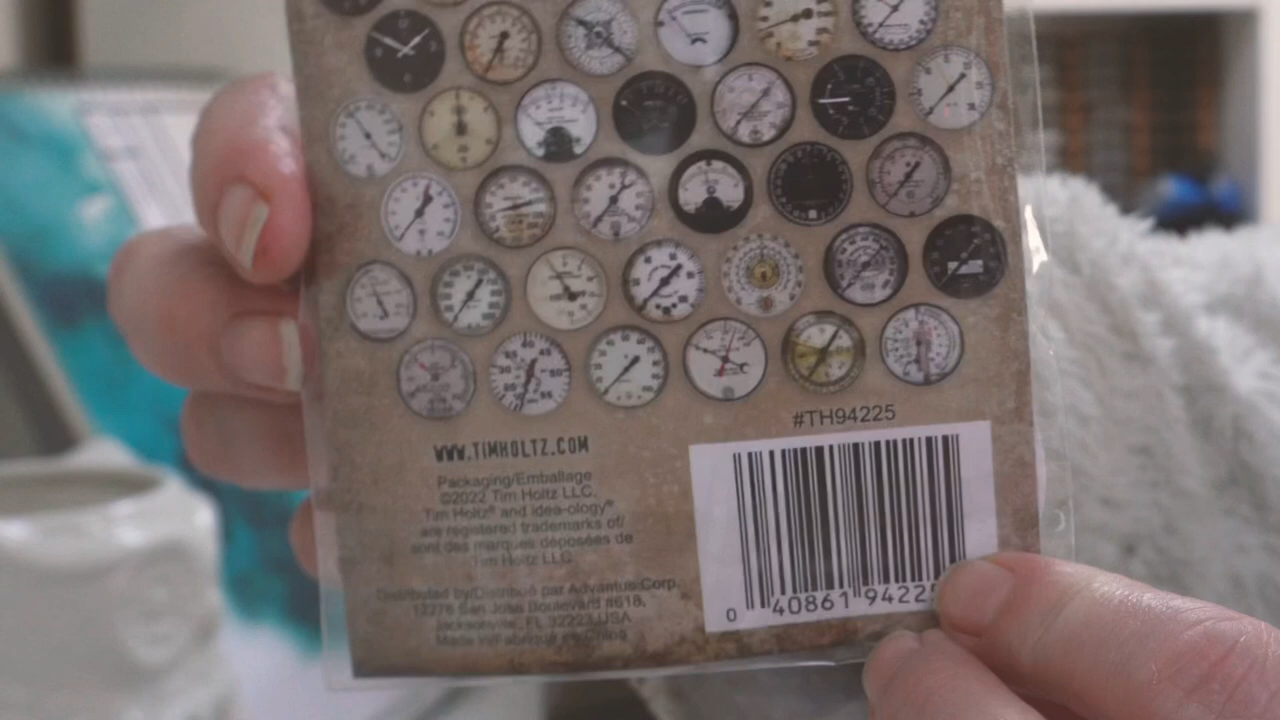 #TH94225
WWW.TIMHOLTZ.COM
Packaging/Emballage
©2022 Tim Holtz LLC.
Tim Holtz® and idea-ology®
are registered trademarks of/
sont des marques déposées de
Tim Holtz LLC.
Distributed by/Distribué par Advantus Corp.
12276 San Jose Boulevard #618,
Jacksonville, FL 32223 USA
Made in/Fabriqué en China
0 40861 9422